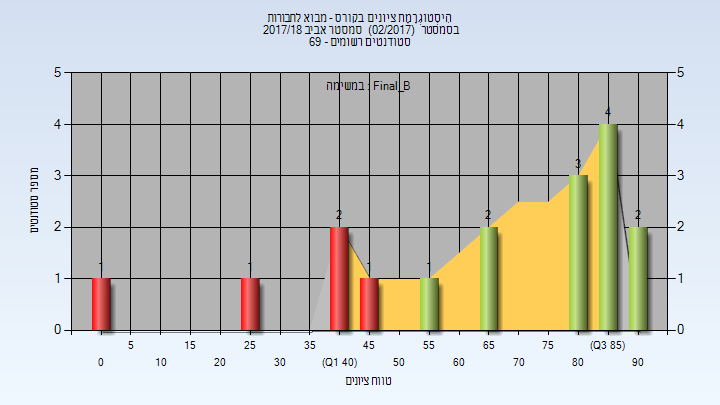 היסטוגרמת ציונים בקורס - מבוא לחבורות
בסמסטר (02/2017) סמסטר אביב 2017/18
סטודנטים רשומים - 69
במשימה : Final_B
מספר סטודנטים
5
4
3
2
1
0
5
4
3
2
1
0
1
1
2
1
1
2
3
4
2
5 15 25 35 45 55 65 75 (Q3 85)
0 10 20 30 (Q1 40) 50 60 70 80 90
טווח ציונים